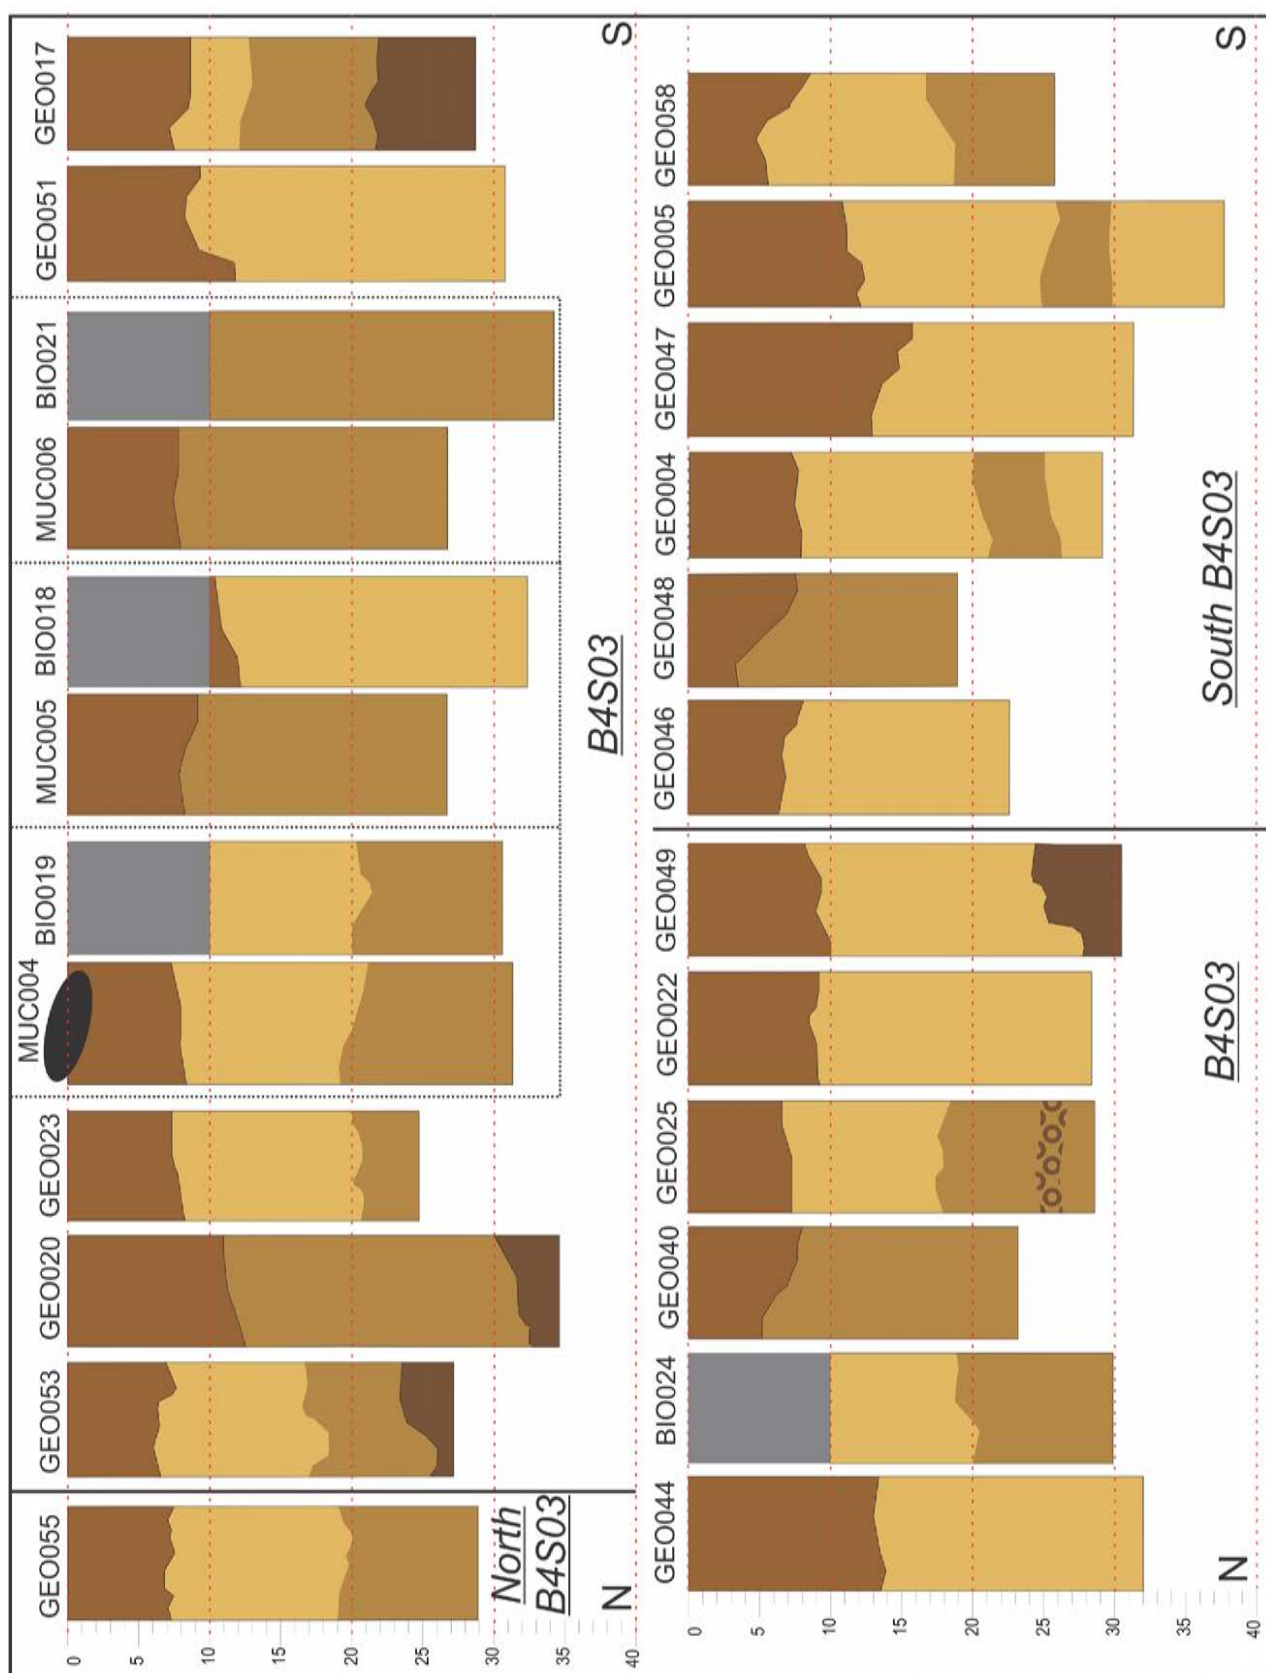 GEO055 GEO053 GEO020 GEO023 MUC004 BIO019 MUC005 BIO018 MUC006 BIO021 GEO051 GEO017
0
5
10
15
20
25
30
35
40
North
B4S03
B4S03
N
S
GEO044 BIO024 GEO040 GEO025 GEO022 GEO049 GEO046 GEO0048 GEO004 GEO047 GEO005 GEO058
0
5
10
15
20
25
30
35
40
B4S03
South B4S03
N
S